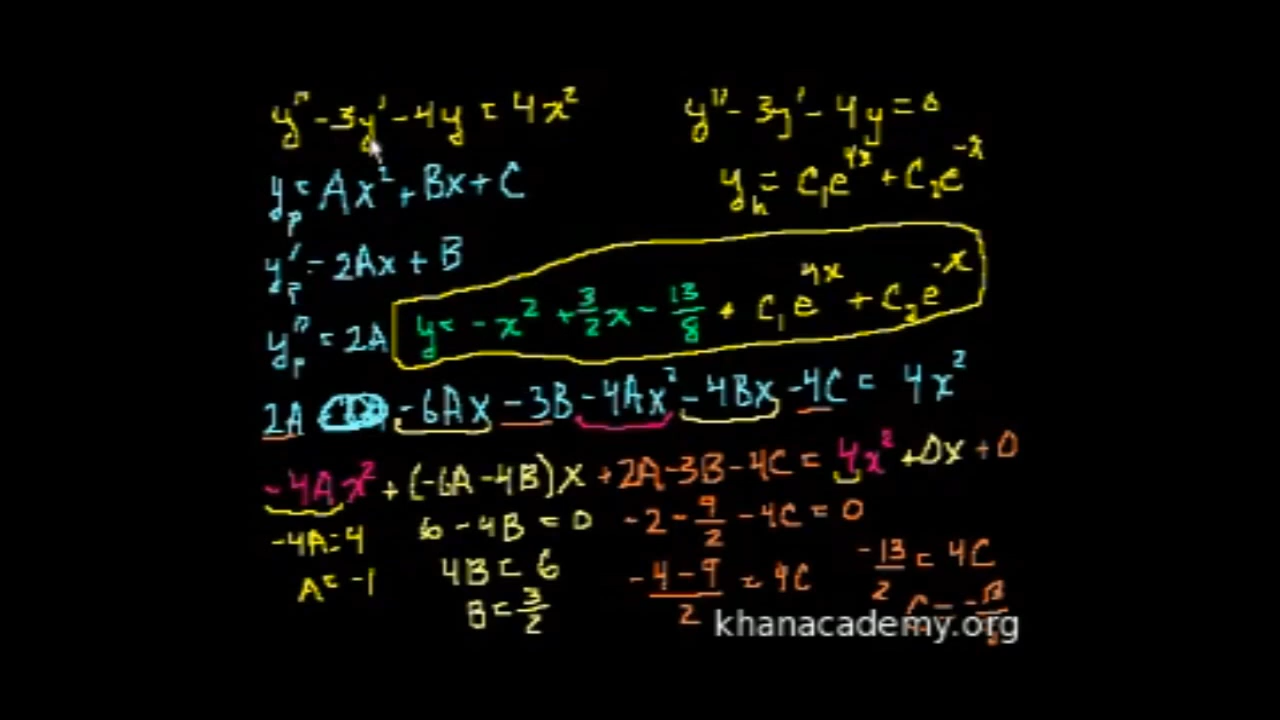 y'' - 3y' - 4y = 4x²
y'' - 3y' - 4y = 0
y_p = Ax² + Bx + C
y_h = C₁e^{4x} + C₂e^{-x}
y_p' = 2Ax + B
y = -x² + 3/2 x - 13/8 + C₁e^{4x} + C₂e^{-x}
y_p'' = 2A
2A - 6Ax - 3B - 4Ax² - 4Bx - 4C = 4x²
-4Ax² + (-6A - 4B)x + 2A - 3B - 4C = 4x² + 0x + 0
-4A = 4
A = -1
6 - 4B = 0
4B = 6
B = 3/2
-2 - 9/2 - 4C = 0
(-4 - 9)/2 = 4C
-13/2 = 4C
C = -13/8
khanacademy.org